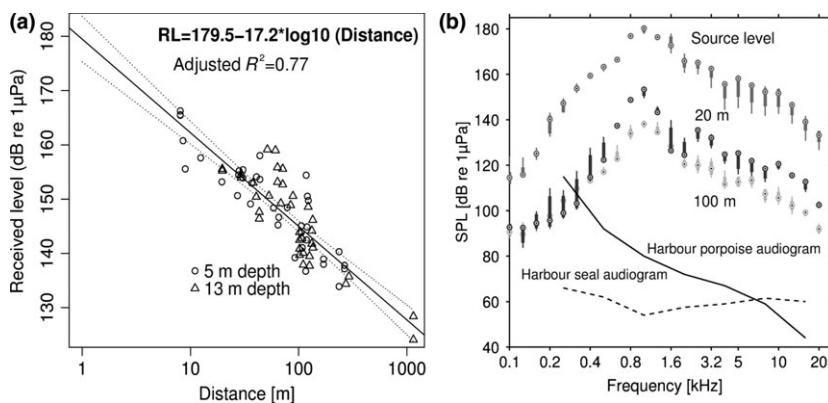 (a)
RL=179.5−17.2*log10 (Distance)
Adjusted R²=0.77
Received level (dB re 1µPa)
180
170
160
150
140
130
○ 5 m depth
△ 13 m depth
1
10
100
1000
Distance [m]
(b)
Source level
20 m
100 m
Harbour porpoise audiogram
Harbour seal audiogram
SPL [dB re 1µPa]
180
160
140
120
100
80
60
40
0.1
0.2
0.4
0.8
1.6
3.2
6.4
10
20
Frequency [kHz]